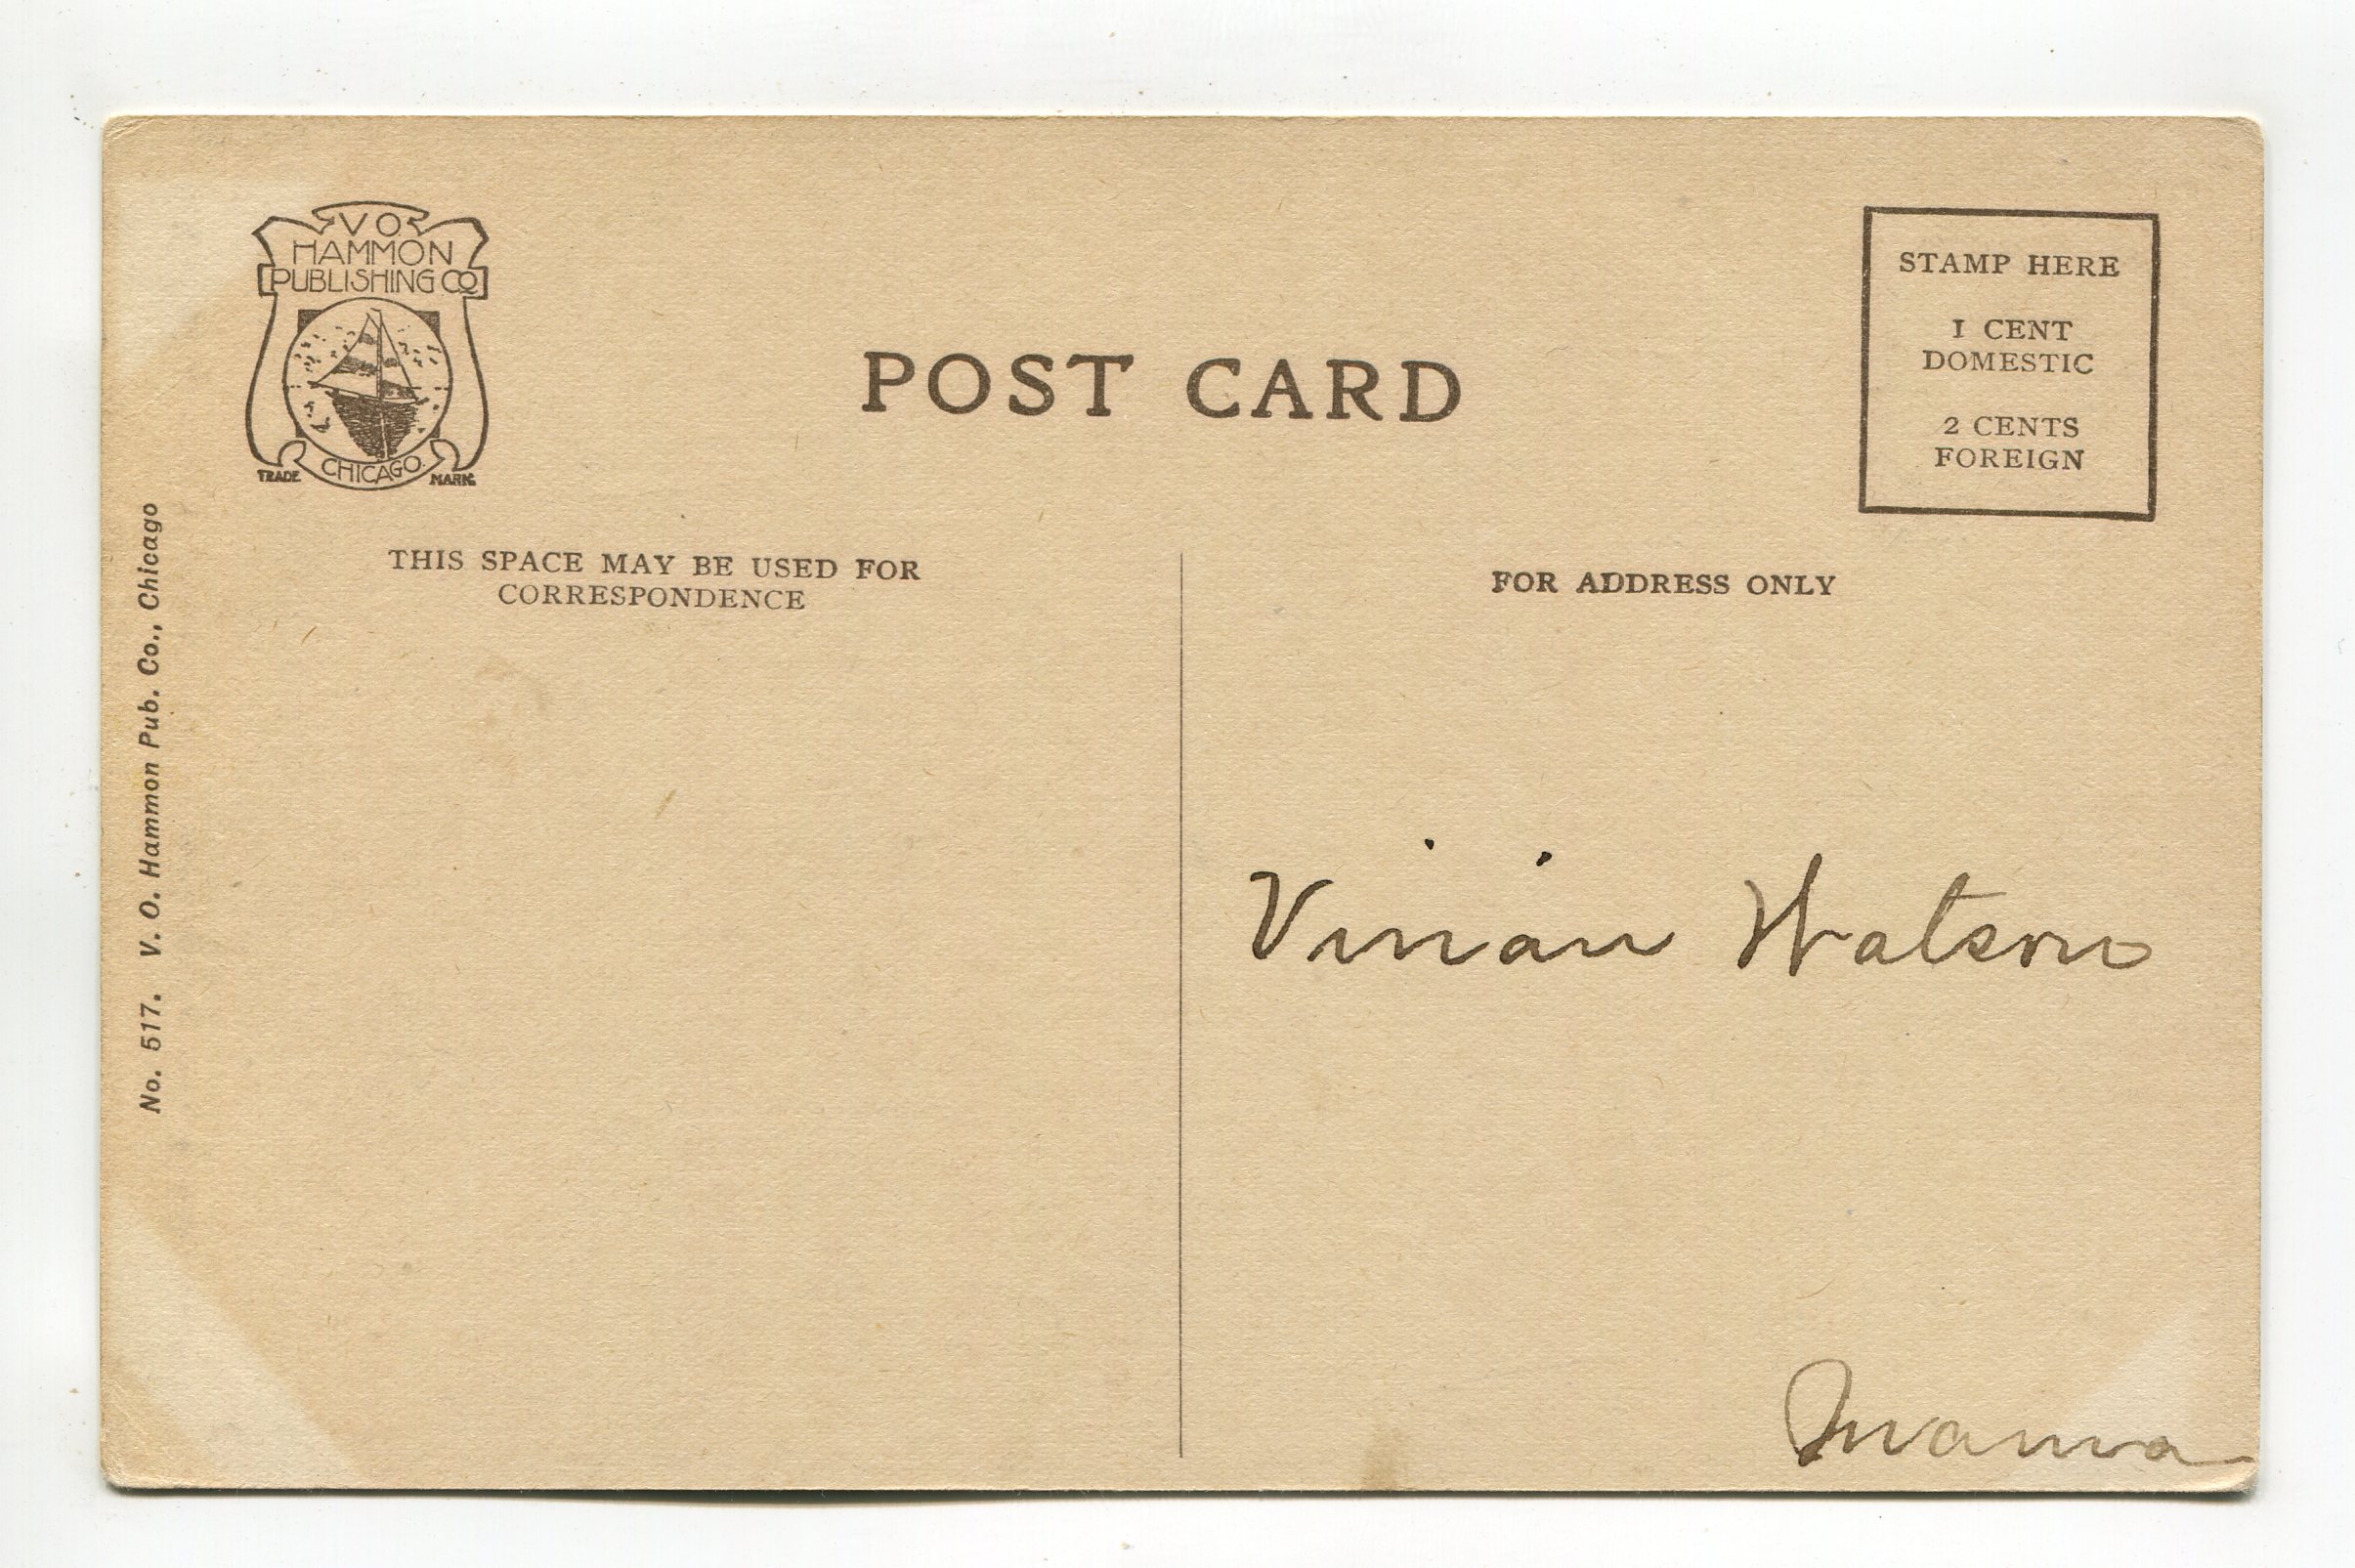 V O
HAMMON
PUBLISHING CO
CHICAGO.
TRADE MARK
POST CARD
STAMP HERE
1 CENT
DOMESTIC
2 CENTS
FOREIGN
THIS SPACE MAY BE USED FOR
CORRESPONDENCE
FOR ADDRESS ONLY
No. 517. V. O. Hammon Pub. Co., Chicago
Vivian Watson
Mama